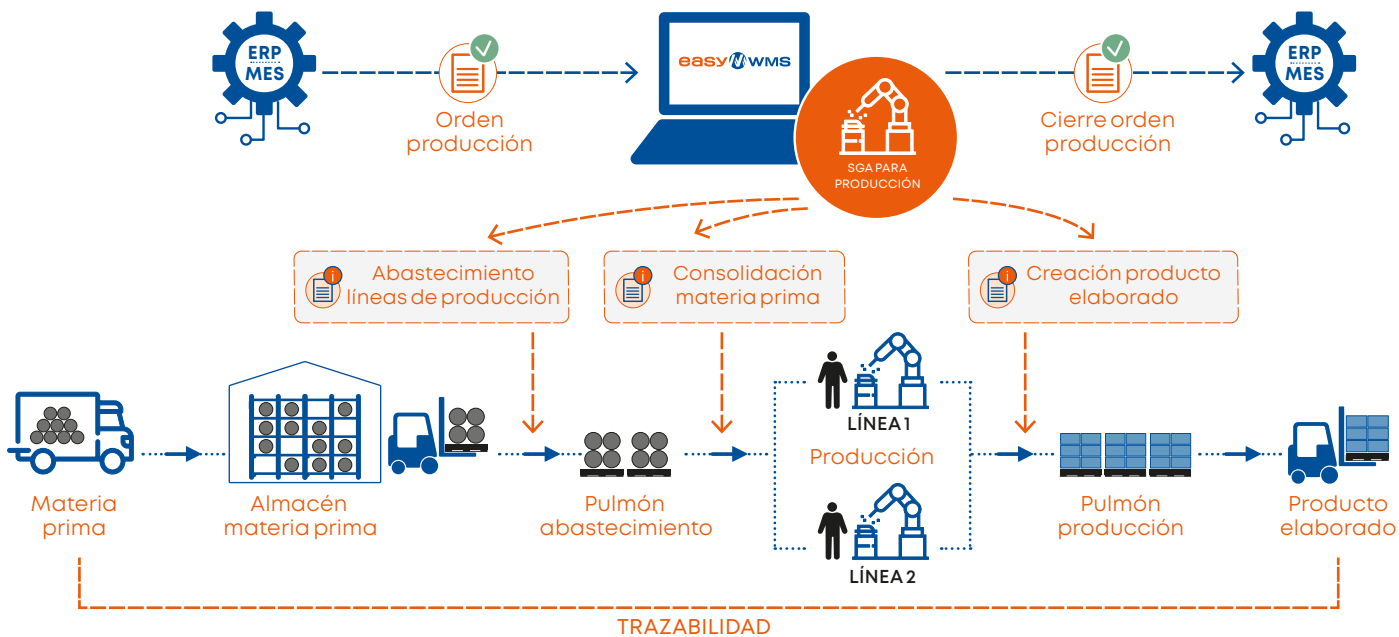 ERP
MES
Orden
producción
easy WMS
SGA PARA
PRODUCCIÓN
Cierre orden
producción
ERP
MES
i
Abastecimiento
líneas de producción
i
Consolidación
materia prima
i
Creación producto
elaborado
LÍNEA 1
Producción
LÍNEA 2
Materia
prima
Almacén
materia prima
Pulmón
abastecimiento
Pulmón
producción
Producto
elaborado
TRAZABILIDAD